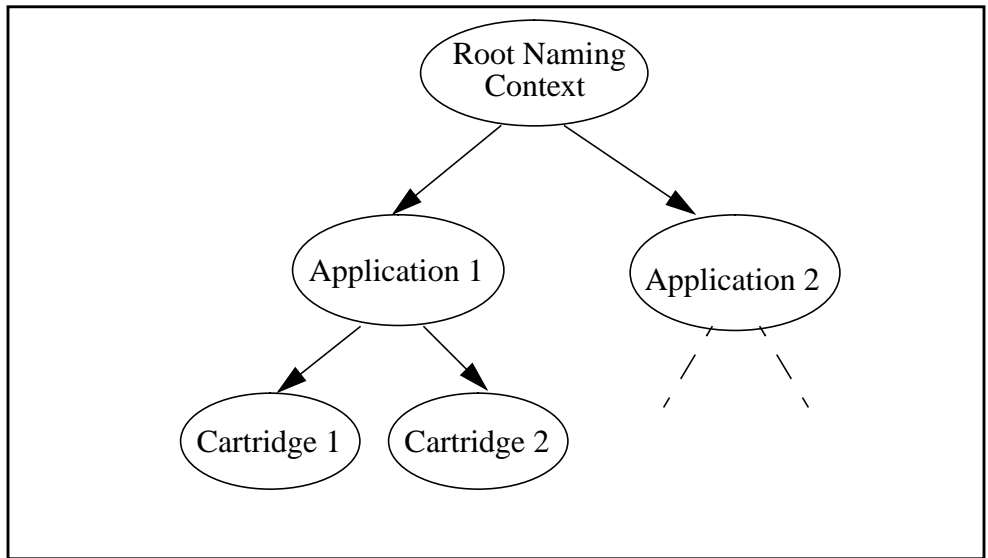 Root Naming
Context
Application 1
Application 2
Cartridge 1
Cartridge 2